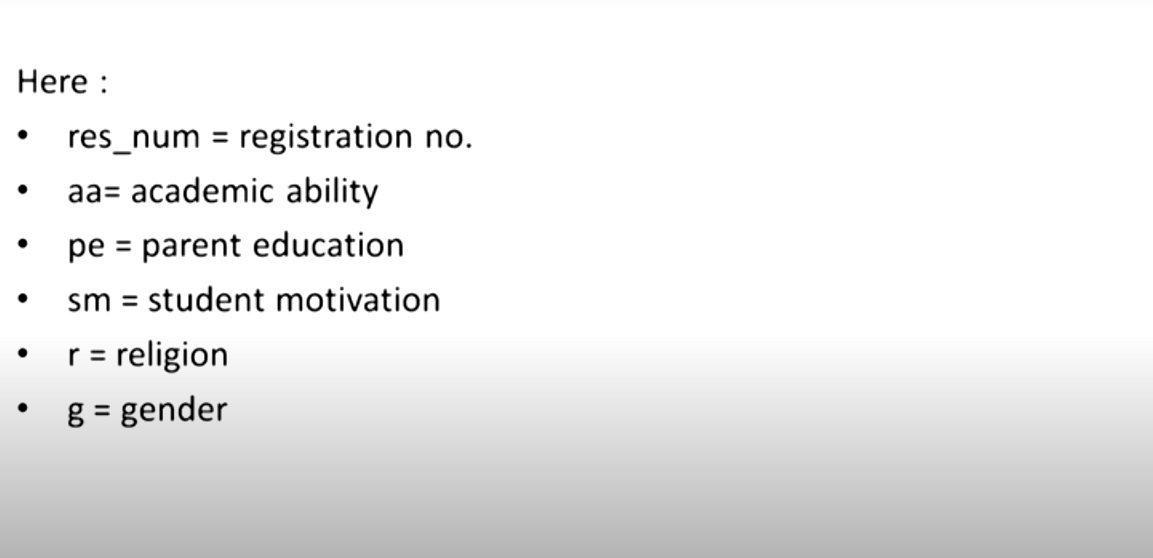 Here :
• res_num = registration no.
• aa= academic ability
• pe = parent education
• sm = student motivation
• r = religion
• g = gender